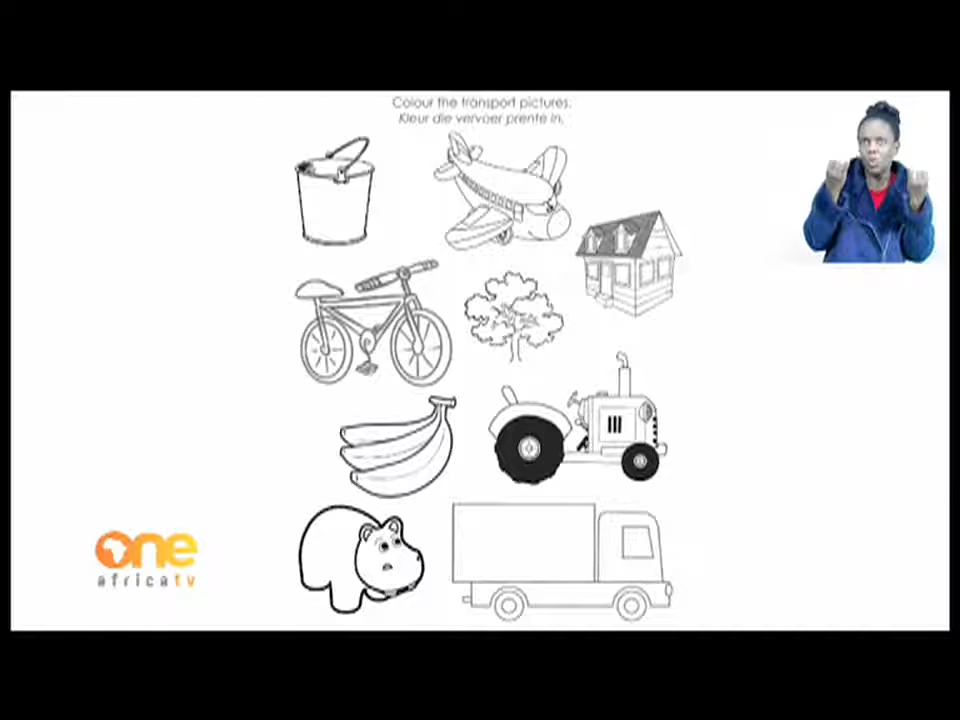 Colour the transport pictures.
Kleur die vervoer prente in.
one
africa tv